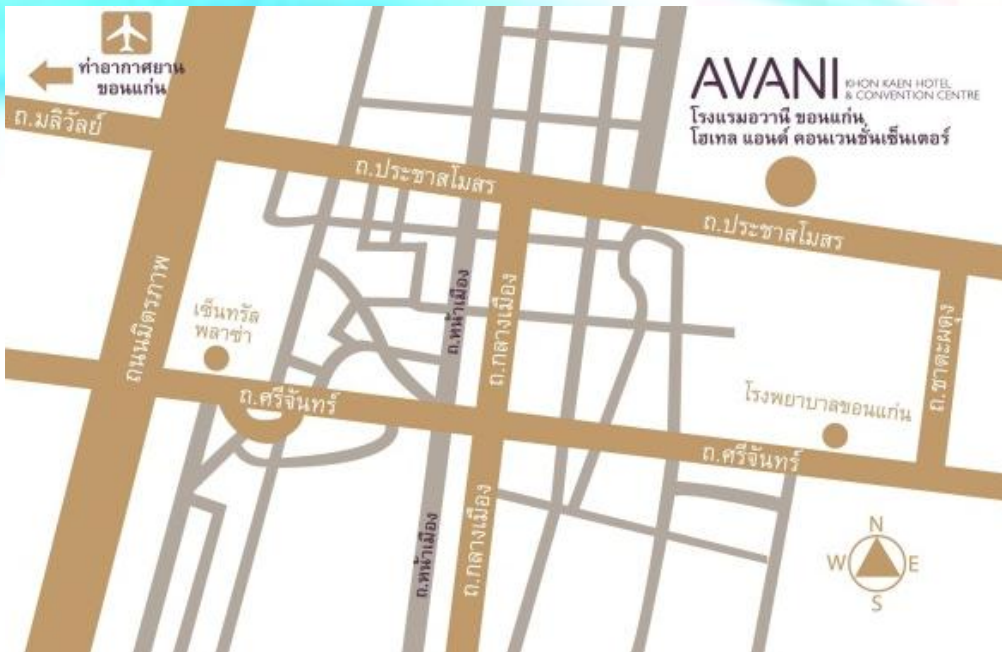 ท่าอากาศยาน
ขอนแก่น
AVANI
KHON KAEN HOTEL
& CONVENTION CENTRE
โรงแรมอวานี ขอนแก่น
โฮเทล แอนด์ คอนเวนชั่นเซ็นเตอร์
ถ.มลิวัลย์
ถ.ประชาสโมสร
ถ.ประชาสโมสร
ถนนมิตรภาพ
เซ็นทรัล
พลาซ่า
ถ.หน้าเมือง
ถ.กลางเมือง
ถ.ชาตะผดุง
ถ.ศรีจันทร์
โรงพยาบาลขอนแก่น
ถ.ศรีจันทร์
ถ.หน้าเมือง
ถ.กลางเมือง
N
W
E
S